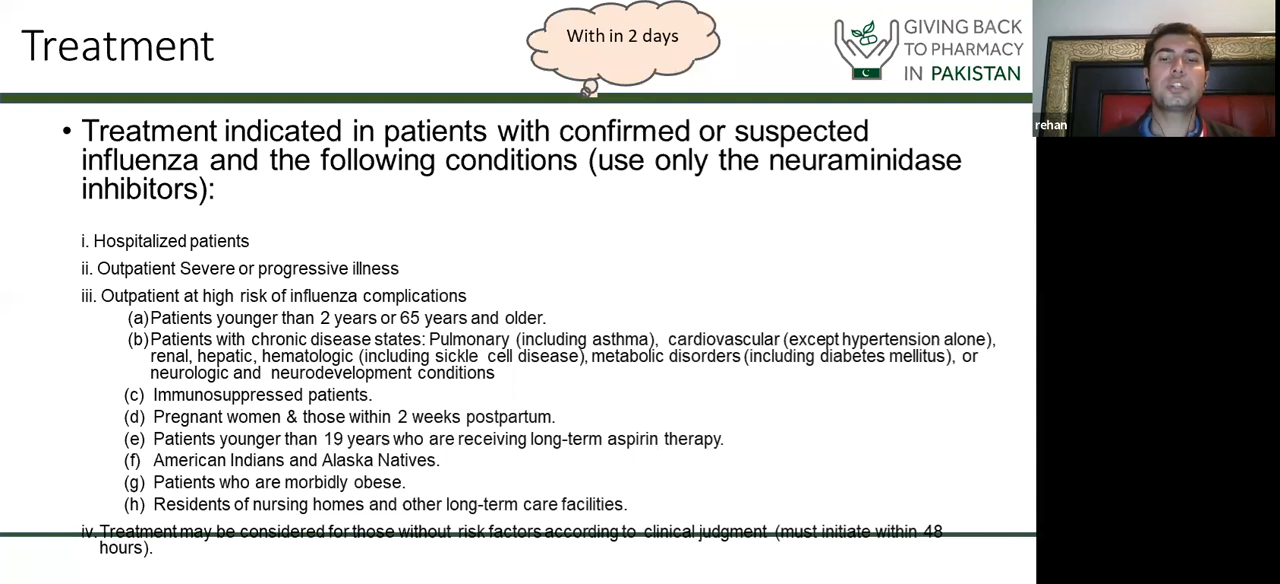 Treatment
With in 2 days
GIVING BACK
TO PHARMACY
IN PAKISTAN
rehan
• Treatment indicated in patients with confirmed or suspected
influenza and the following conditions (use only the neuraminidase
inhibitors):
i. Hospitalized patients
ii. Outpatient Severe or progressive illness
iii. Outpatient at high risk of influenza complications
(a) Patients younger than 2 years or 65 years and older.
(b) Patients with chronic disease states: Pulmonary (including asthma), cardiovascular (except hypertension alone),
renal, hepatic, hematologic (including sickle cell disease), metabolic disorders (including diabetes mellitus), or
neurologic and neurodevelopment conditions
(c) Immunosuppressed patients.
(d) Pregnant women & those within 2 weeks postpartum.
(e) Patients younger than 19 years who are receiving long-term aspirin therapy.
(f) American Indians and Alaska Natives.
(g) Patients who are morbidly obese.
(h) Residents of nursing homes and other long-term care facilities.
iv. Treatment may be considered for those without risk factors according to clinical judgment (must initiate within 48
hours).